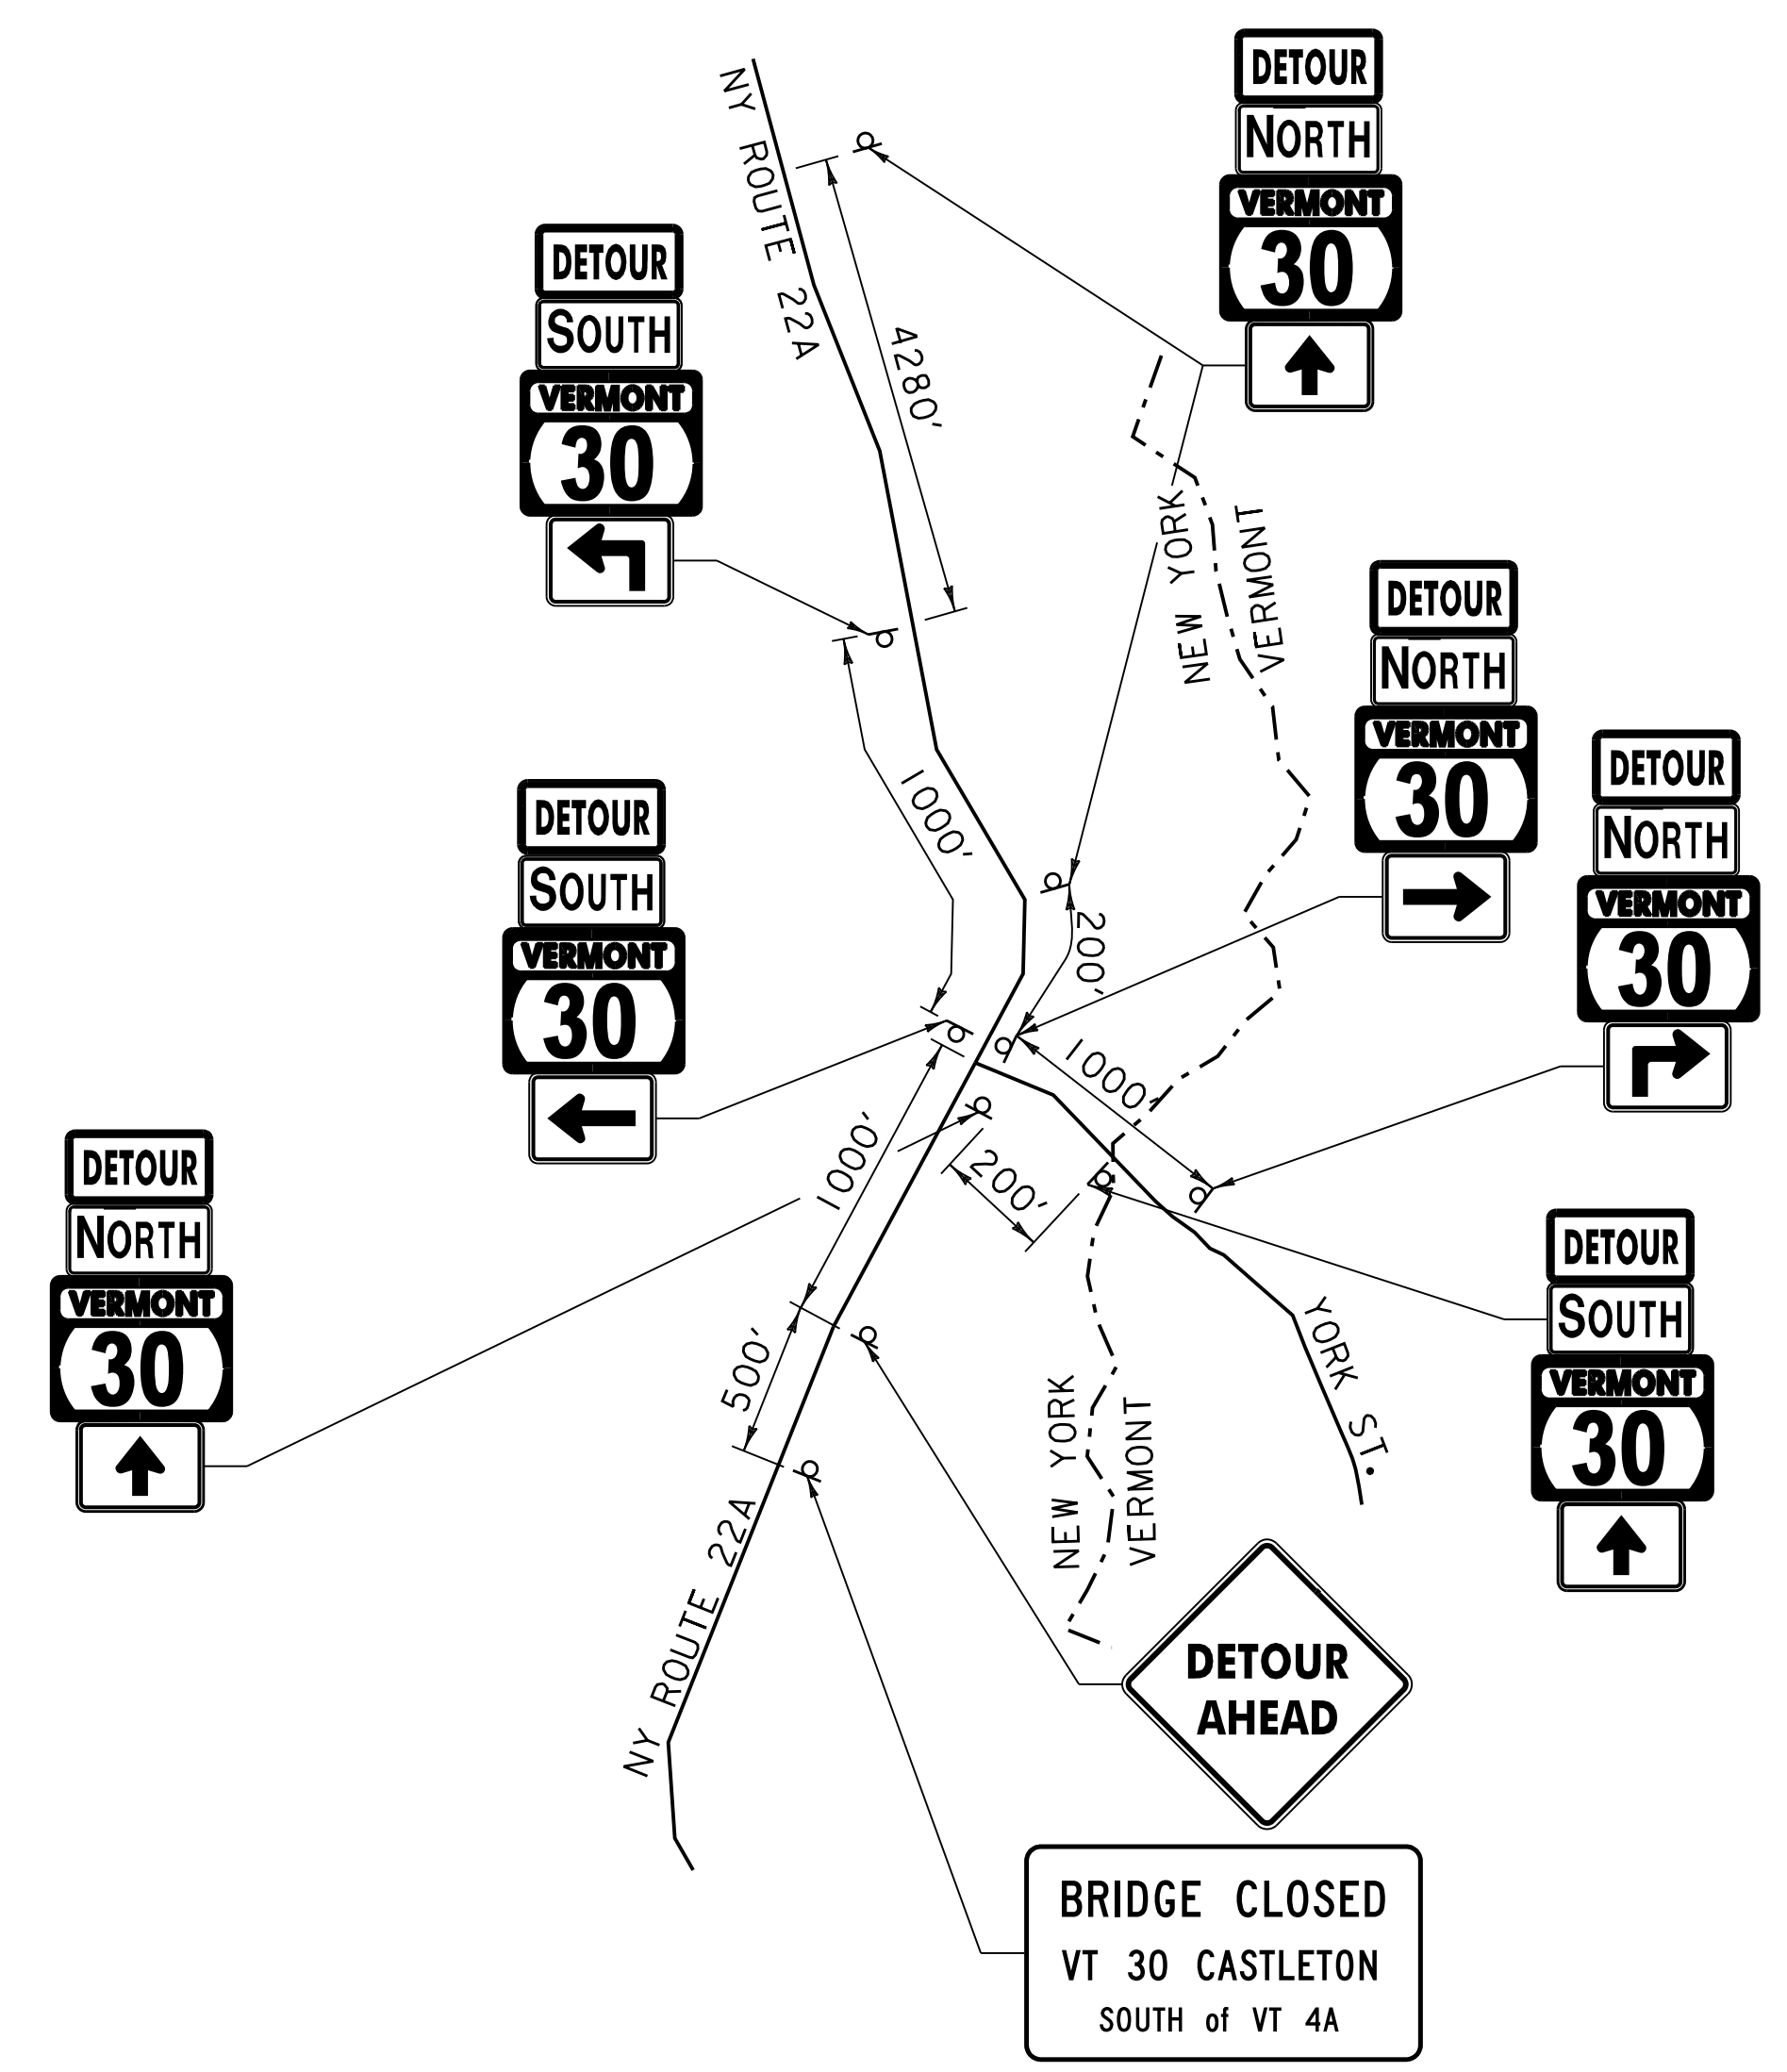 DETOUR
NORTH
VERMONT
30
NY ROUTE 22A
DETOUR
SOUTH
VERMONT
30
4280'
NEW YORK
VERMONT
DETOUR
NORTH
VERMONT
30
1000'
DETOUR
NORTH
VERMONT
30
DETOUR
SOUTH
VERMONT
30
200'
1000'
1000'
200'
DETOUR
NORTH
VERMONT
30
DETOUR
SOUTH
VERMONT
30
500'
YORK ST.
NEW YORK
VERMONT
NY ROUTE 22A
DETOUR
AHEAD
BRIDGE CLOSED
VT 30 CASTLETON
SOUTH of VT 4A